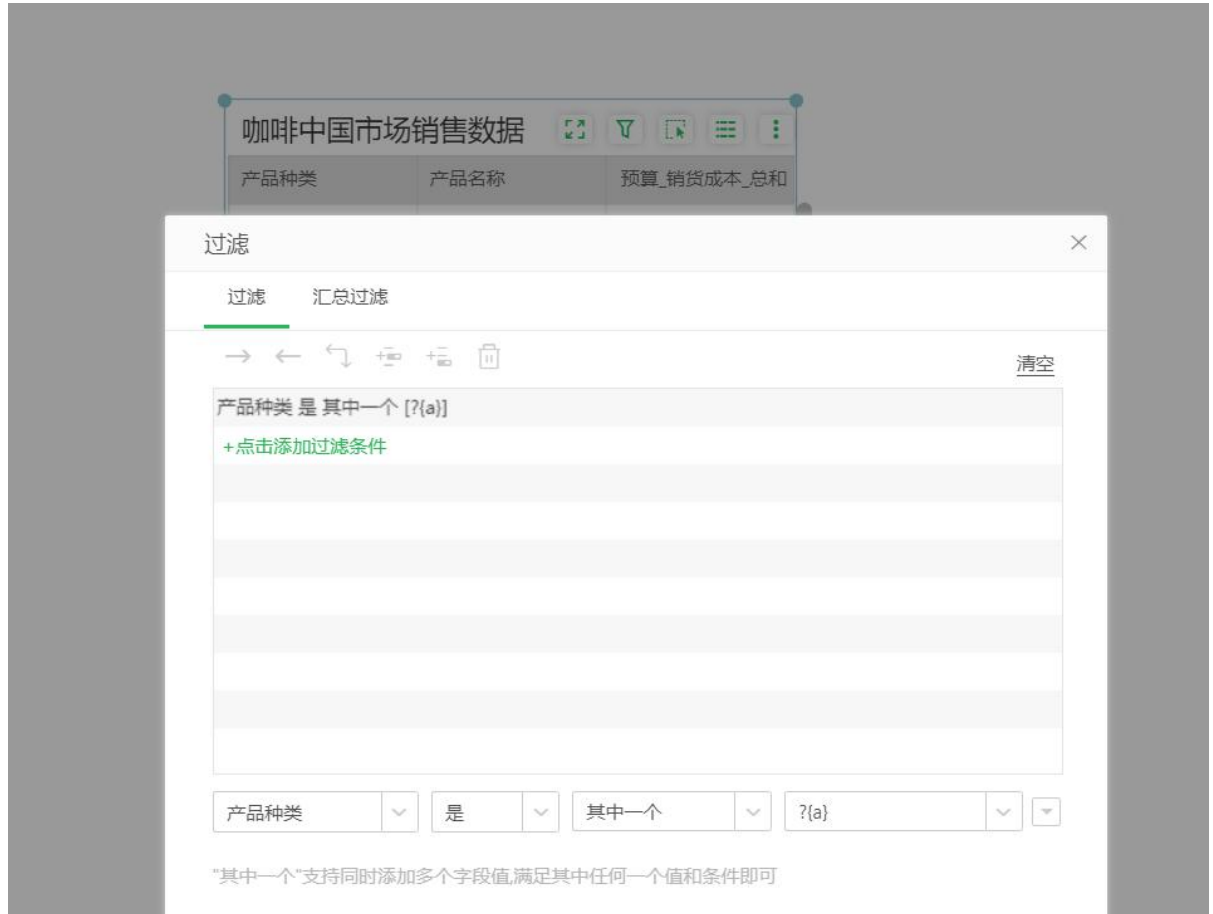 咖啡中国市场销售数据
产品种类 产品名称 预算_销货成本_总和
过滤
过滤 汇总过滤
清空
产品种类 是 其中一个 [?{a}]
+点击添加过滤条件
产品种类 是 其中一个 ?{a}
"其中一个"支持同时添加多个字段值,满足其中任何一个值和条件即可